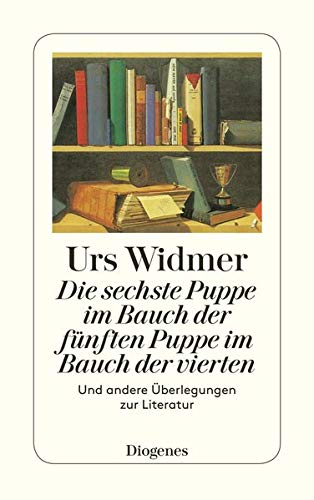 Urs Widmer
Die sechste Puppe
im Bauch der
fünften Puppe im
Bauch der vierten
Und andere Überlegungen
zur Literatur
Diogenes